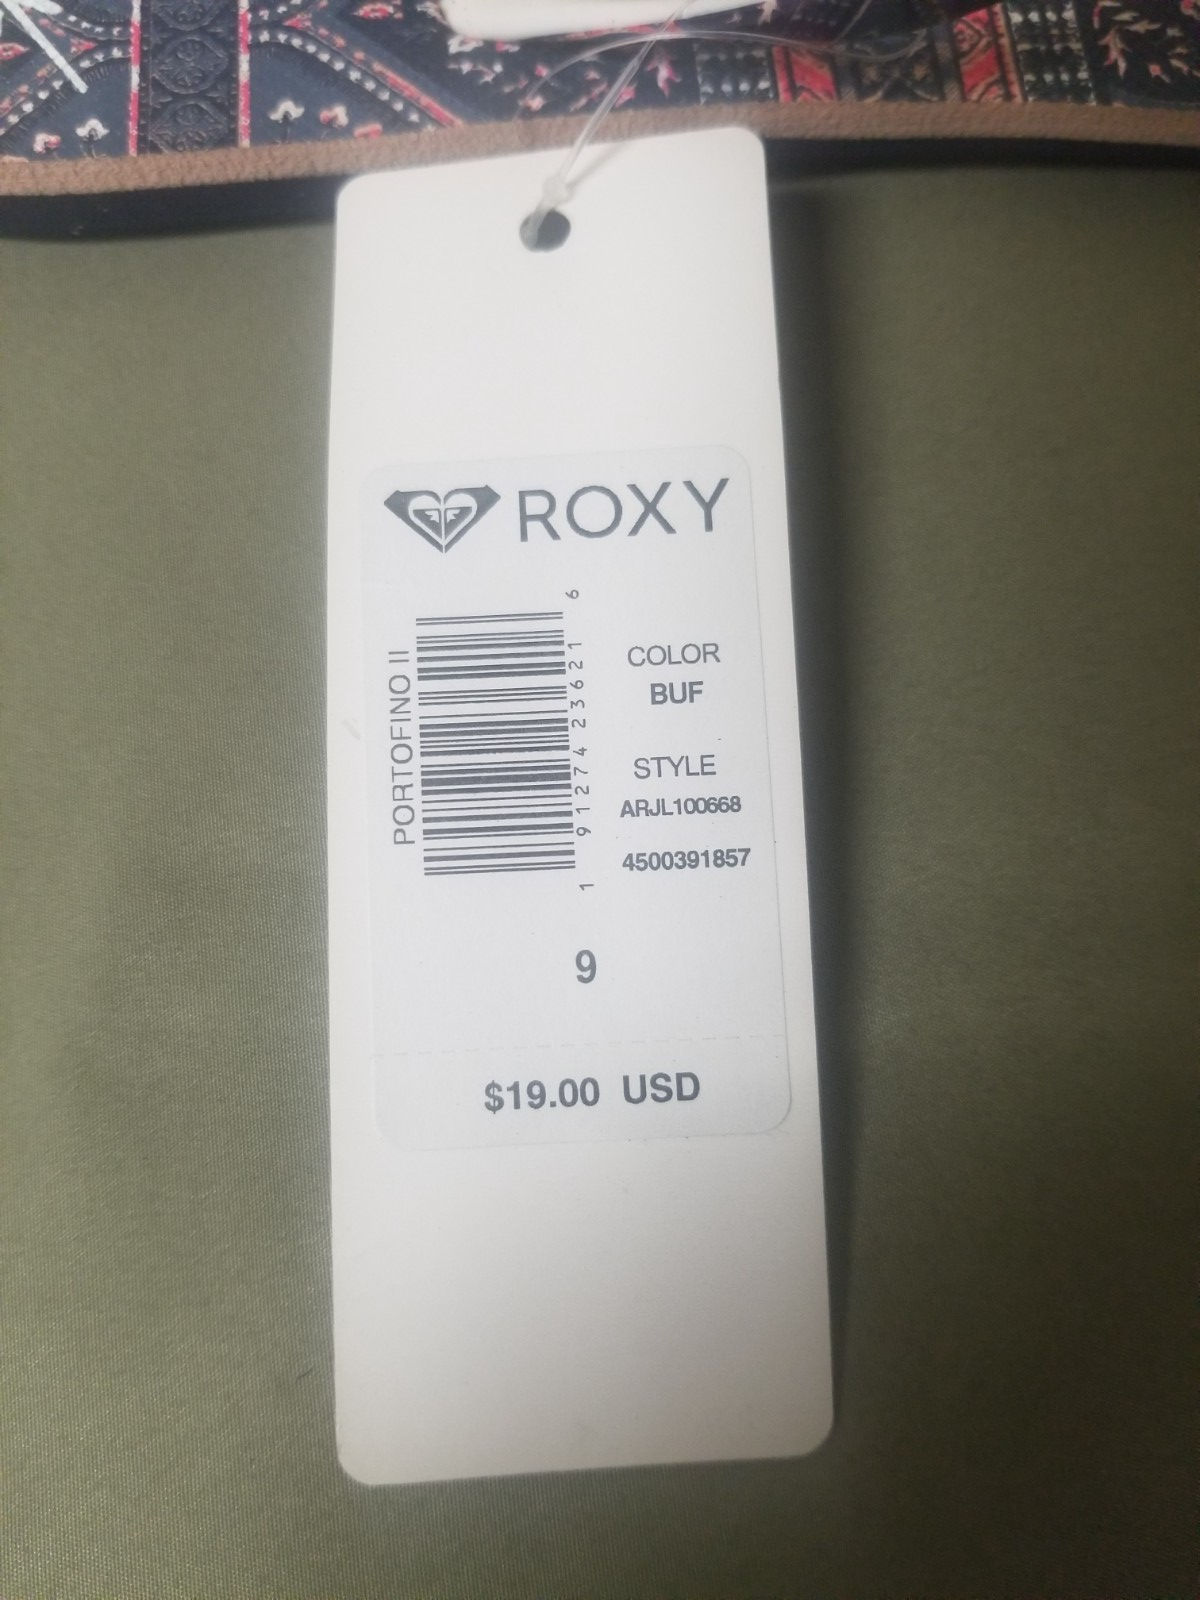 ROXY
PORTOFINO II
1 91274 23621 6
COLOR
BUF
STYLE
ARJL100668
4500391857
9
$19.00 USD